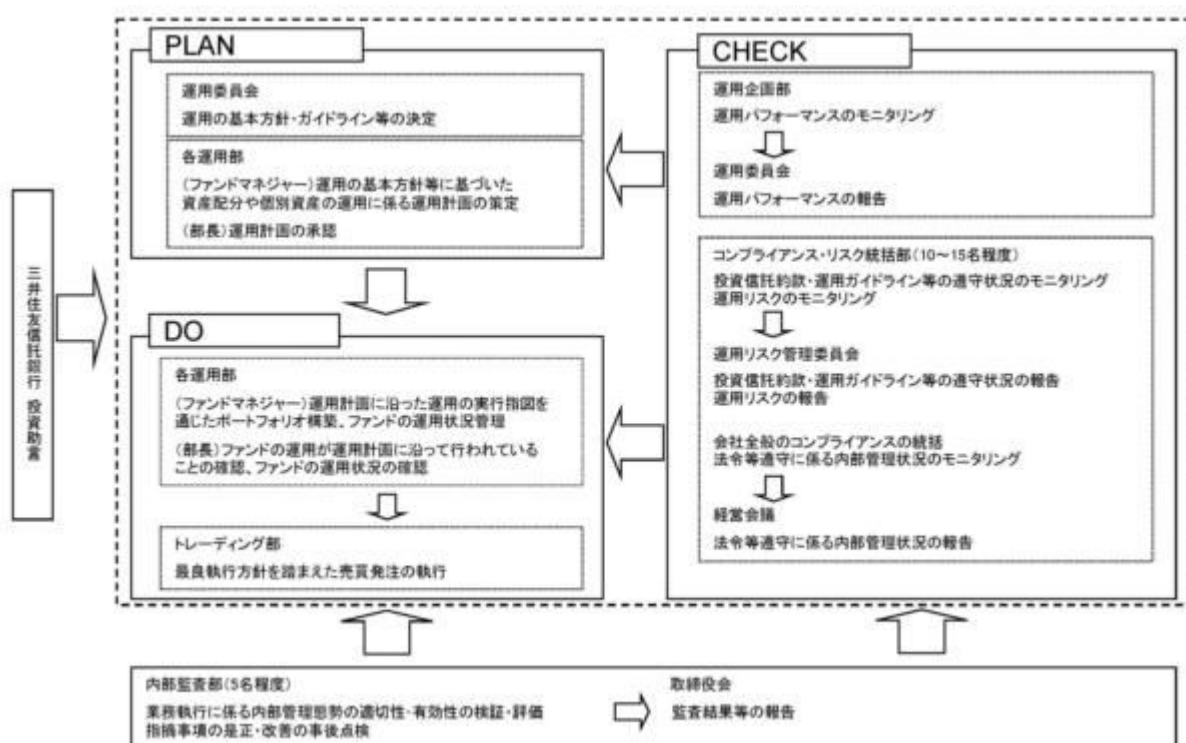 三井住友信託銀行 投資助言
PLAN
運用委員会
運用の基本方針・ガイドライン等の決定
各運用部
(ファンドマネジャー)運用の基本方針等に基づいた
資産配分や個別資産の運用に係る運用計画の策定
(部長)運用計画の承認
DO
各運用部
(ファンドマネジャー)運用計画に沿った運用の実行指図を
通じたポートフォリオ構築、ファンドの運用状況管理
(部長)ファンドの運用が運用計画に沿って行われている
ことの確認、ファンドの運用状況の確認
トレーディング部
最良執行方針を踏まえた売買発注の執行
CHECK
運用企画部
運用パフォーマンスのモニタリング
運用委員会
運用パフォーマンスの報告
コンプライアンス・リスク統括部(10～15名程度)
投資信託約款・運用ガイドライン等の遵守状況のモニタリング
運用リスクのモニタリング
運用リスク管理委員会
投資信託約款・運用ガイドライン等の遵守状況の報告
運用リスクの報告
会社全般のコンプライアンスの統括
法令等遵守に係る内部管理状況のモニタリング
経営会議
法令等遵守に係る内部管理状況の報告
内部監査部(5名程度)
業務執行に係る内部管理態勢の適切性・有効性の検証・評価
指摘事項の是正・改善の事後点検
取締役会
監査結果等の報告